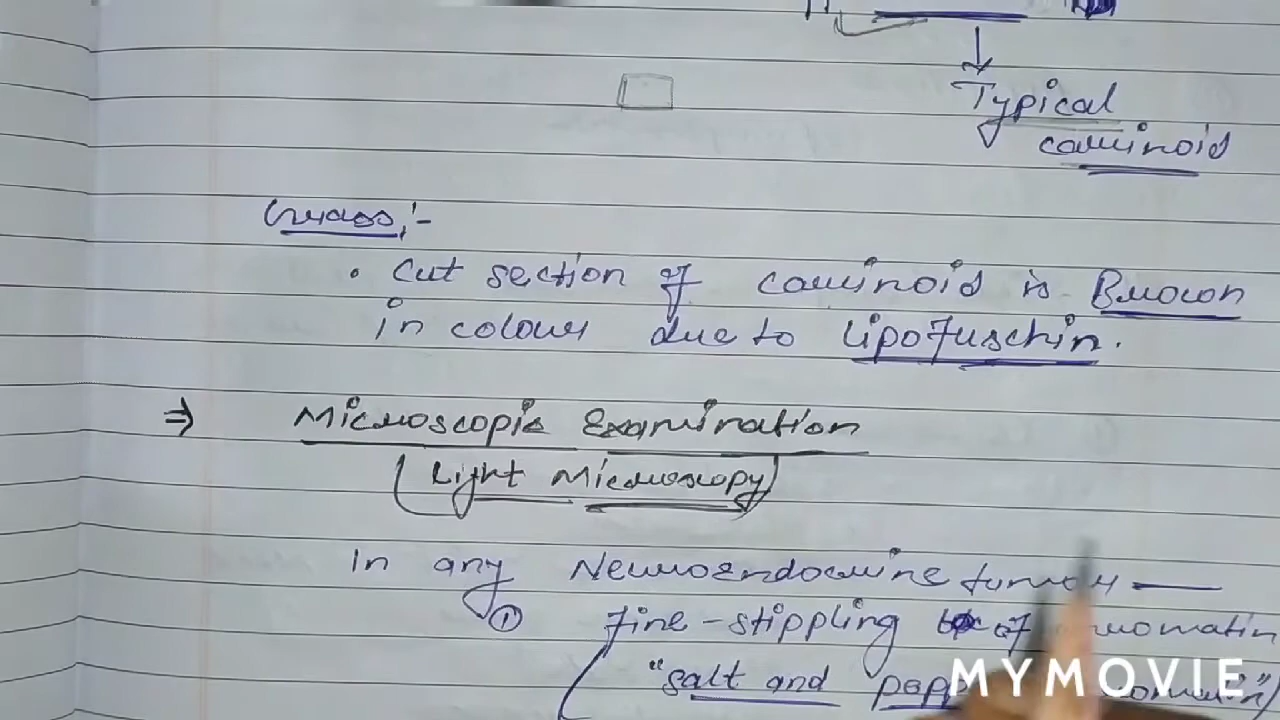 Typical
carcinoid
Gross,:-
• Cut section of carcinoid is Brown
in colour due to lipofuschin.
⇒ Microscopic Examination
(Light Microscopy)
In any Neuroendocrine tumour —
① fine-stippling of
"salt and
MYMOVIE